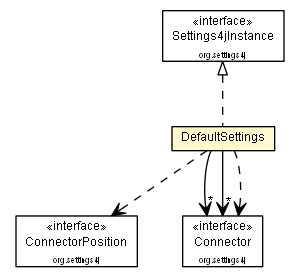 «interface»
Settings4jInstance
org.settings4j
DefaultSettings
*
*
«interface»
ConnectorPosition
org.settings4j
«interface»
Connector
org.settings4j